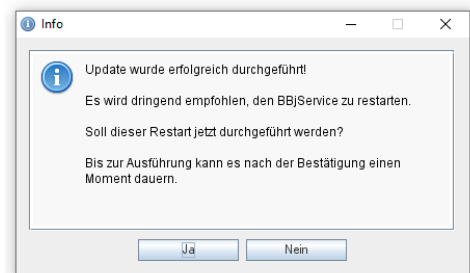 Info
Update wurde erfolgreich durchgeführt!
Es wird dringend empfohlen, den BBjService zu restarten.
Soll dieser Restart jetzt durchgeführt werden?
Bis zur Ausführung kann es nach der Bestätigung einen
Moment dauern.
Ja
Nein